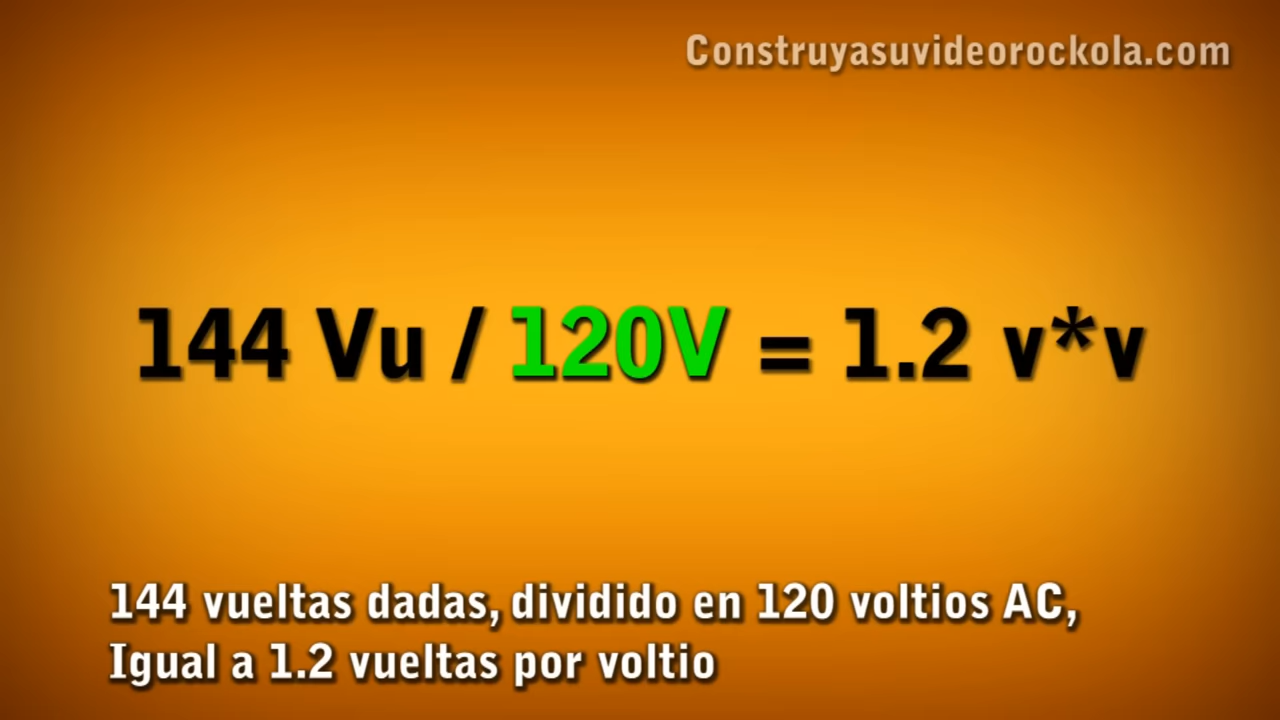 Construyasuvideorockola.com
144 Vu / 120V = 1.2 v*v
144 vueltas dadas, dividido en 120 voltios AC,
Igual a 1.2 vueltas por voltio